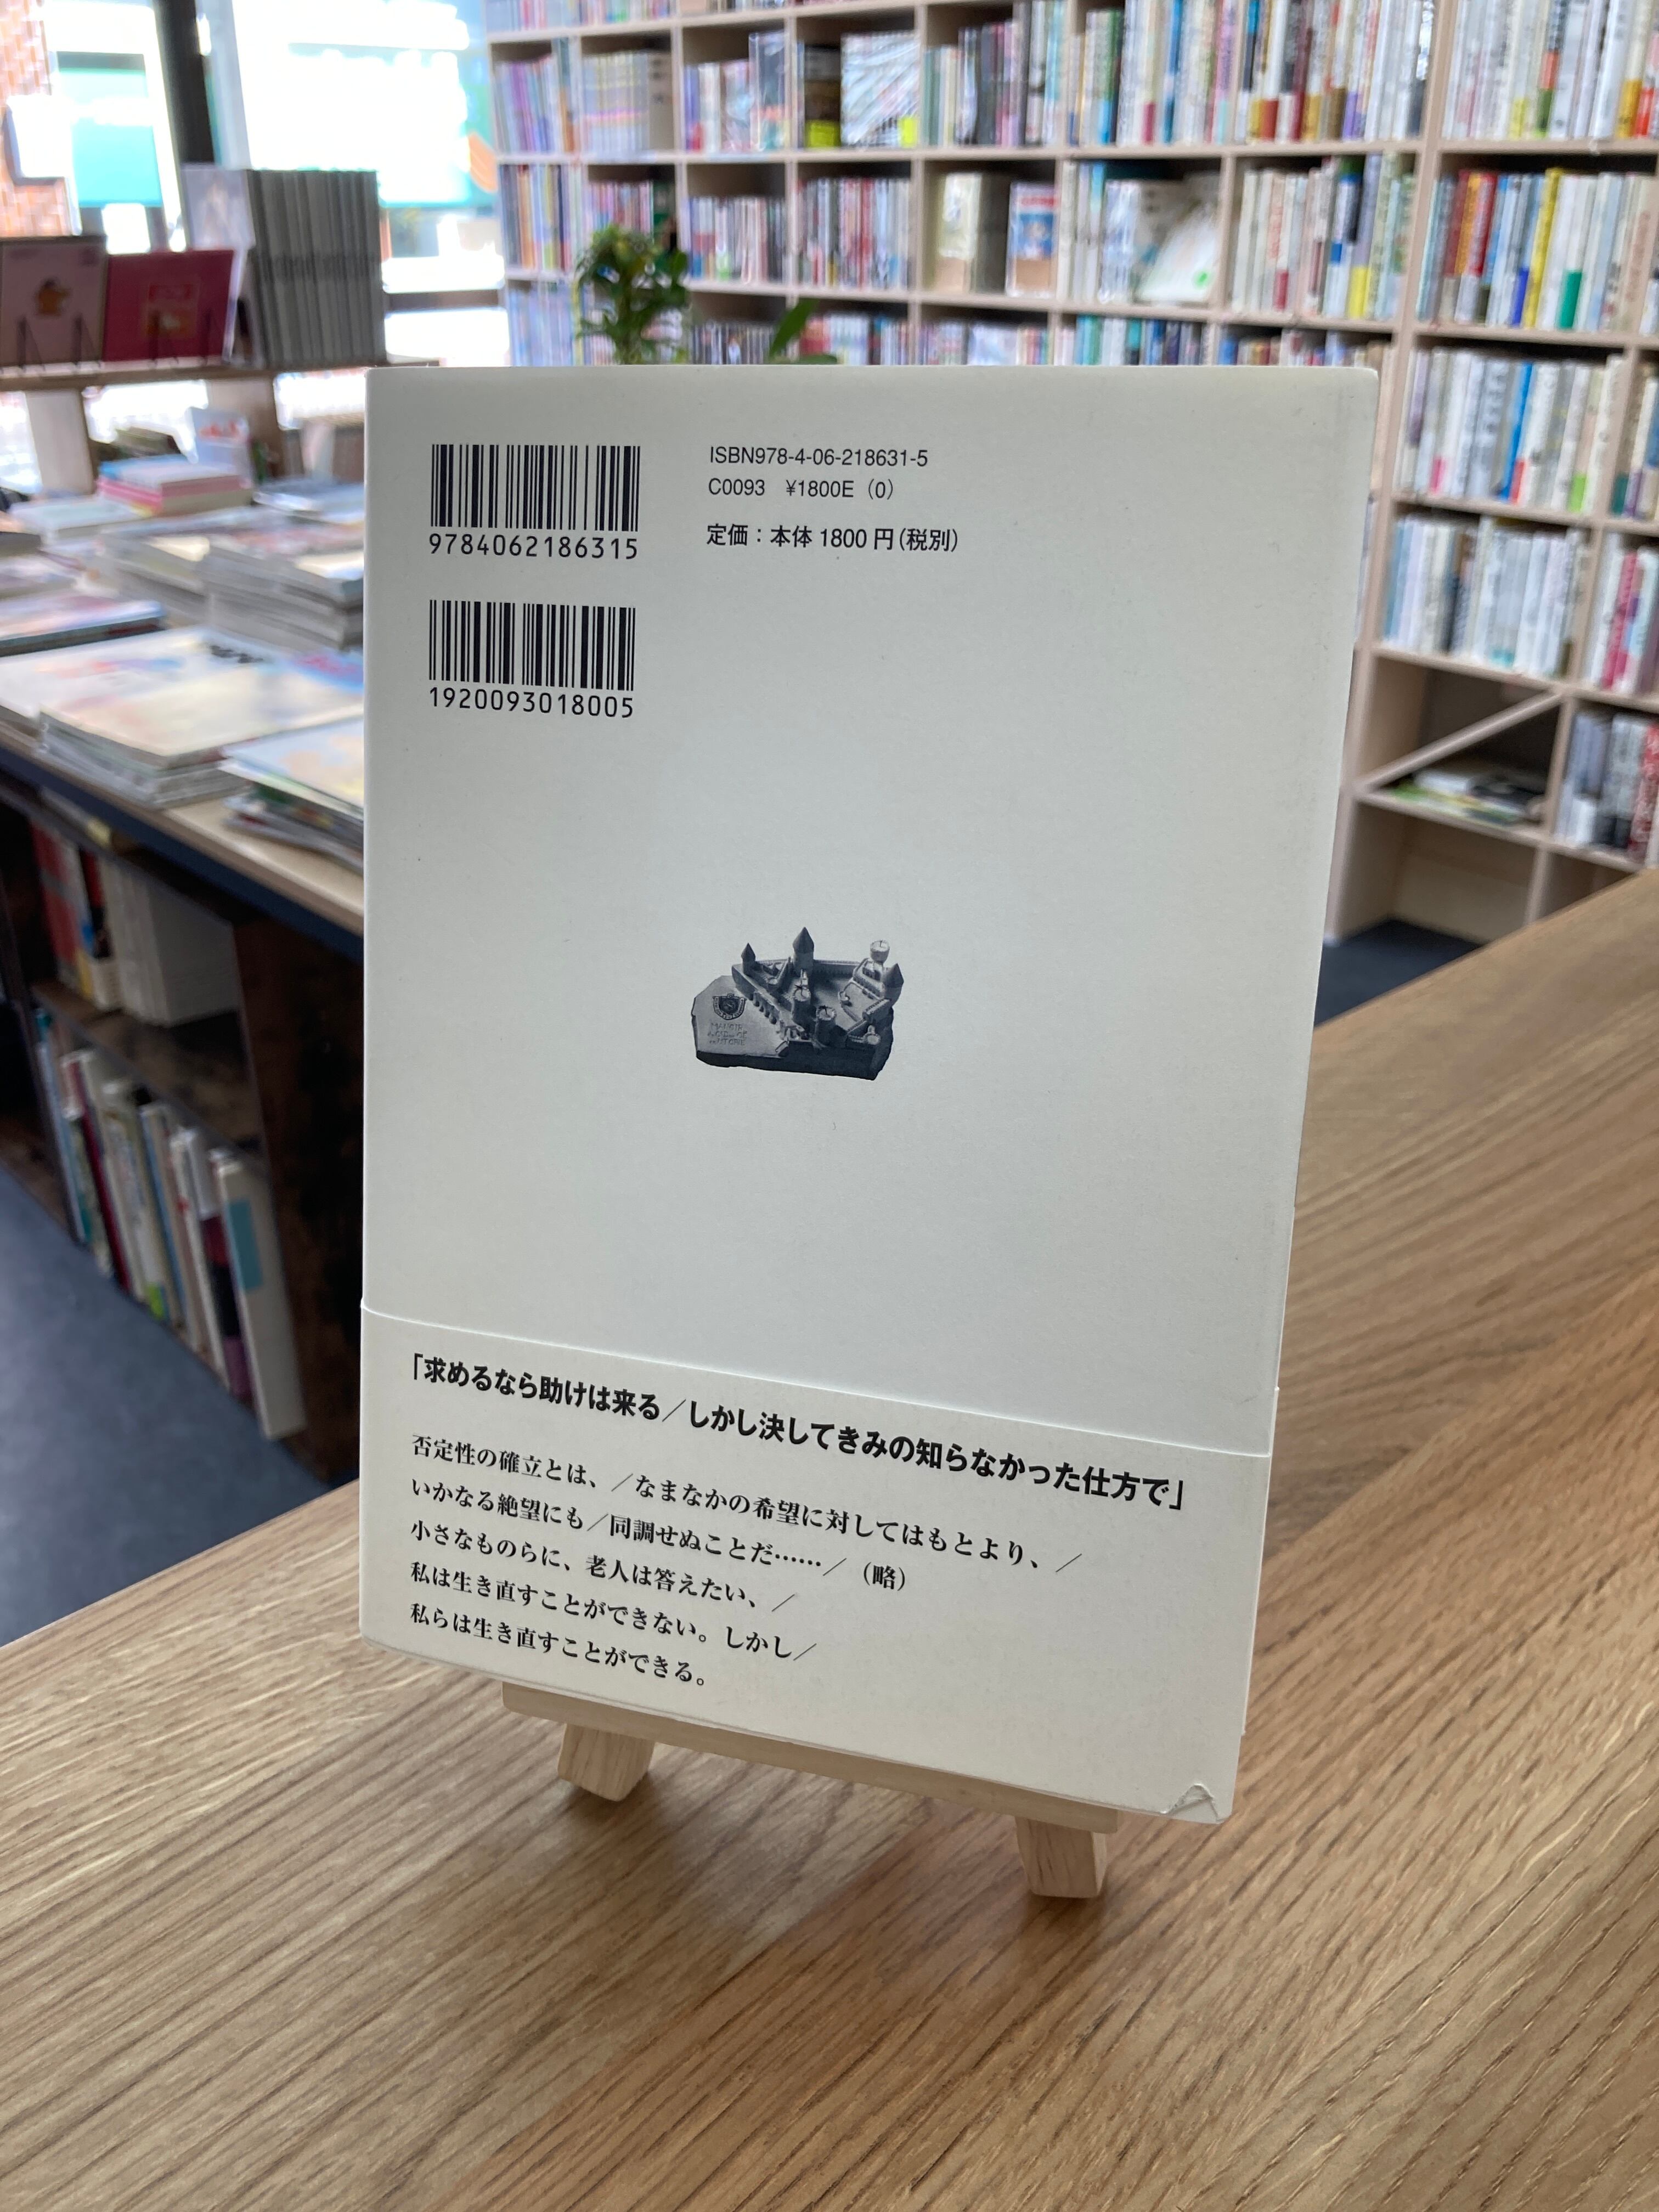 ISBN978-4-06-218631-5
C0093 ¥1800E（0）
定価：本体 1800 円（税別）
9784062186315
1920093018005
「求めるなら助けは来る／しかし決してきみの知らなかった仕方で」
否定性の確立とは、／なまなかの希望に対してはもとより、／
いかなる絶望にも／同調せぬことだ……／（略）
小さなものらに、老人は答えたい、／
私は生き直すことができない。しかし／
私らは生き直すことができる。